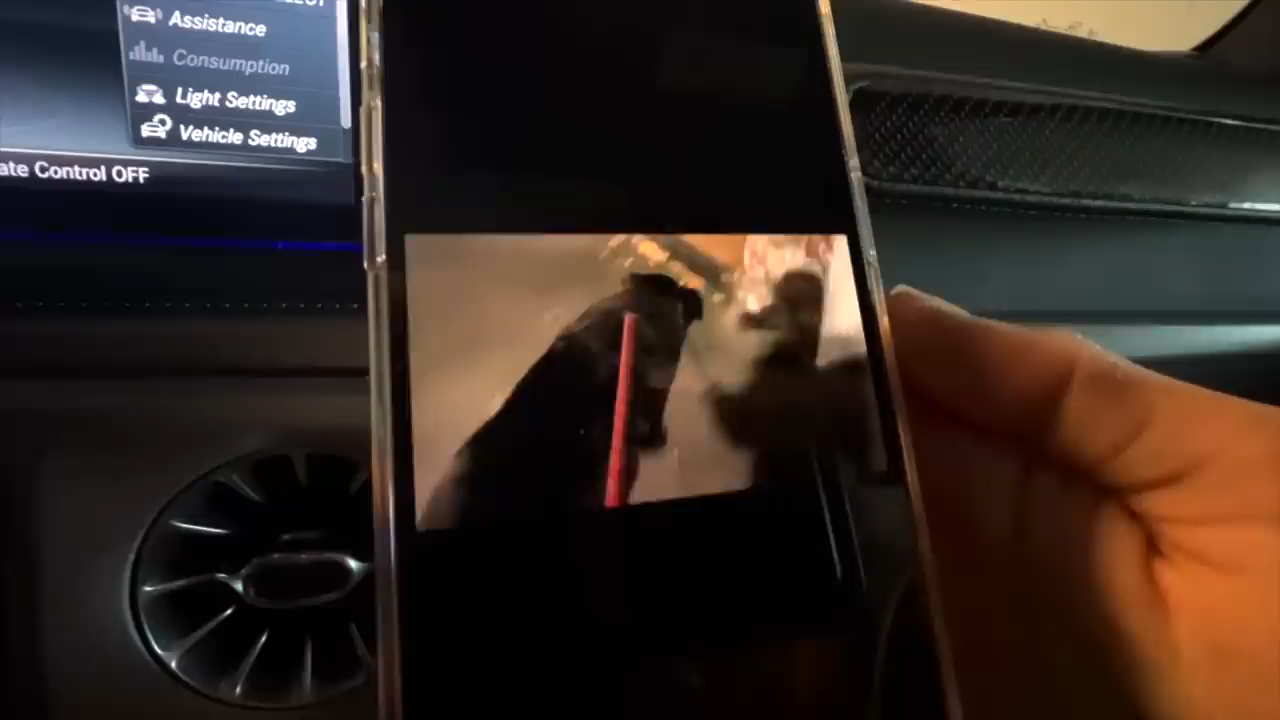 Assistance
Consumption
Light Settings
Vehicle Settings
ate Control OFF